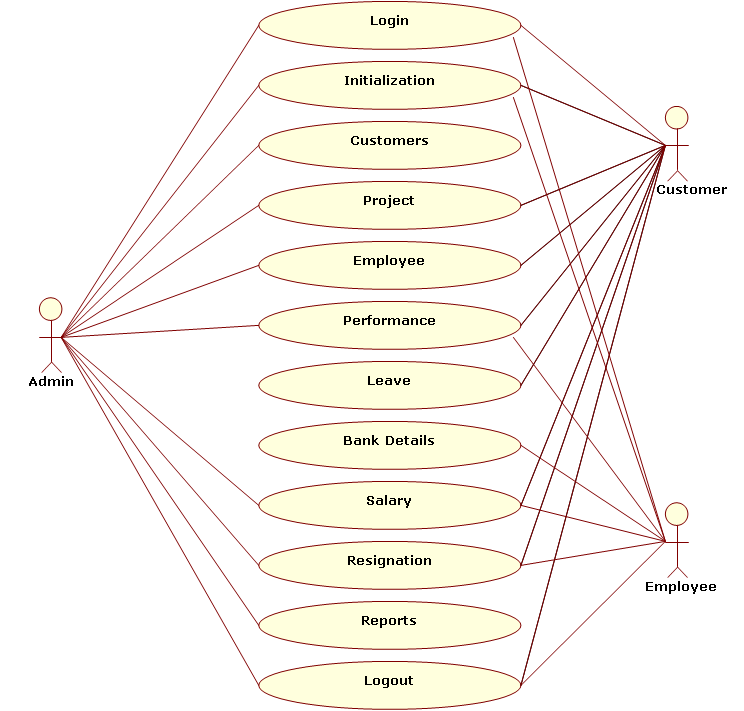 Login
Initialization
Customers
Project
Employee
Performance
Leave
Bank Details
Salary
Resignation
Reports
Logout
Admin
Customer
Employee